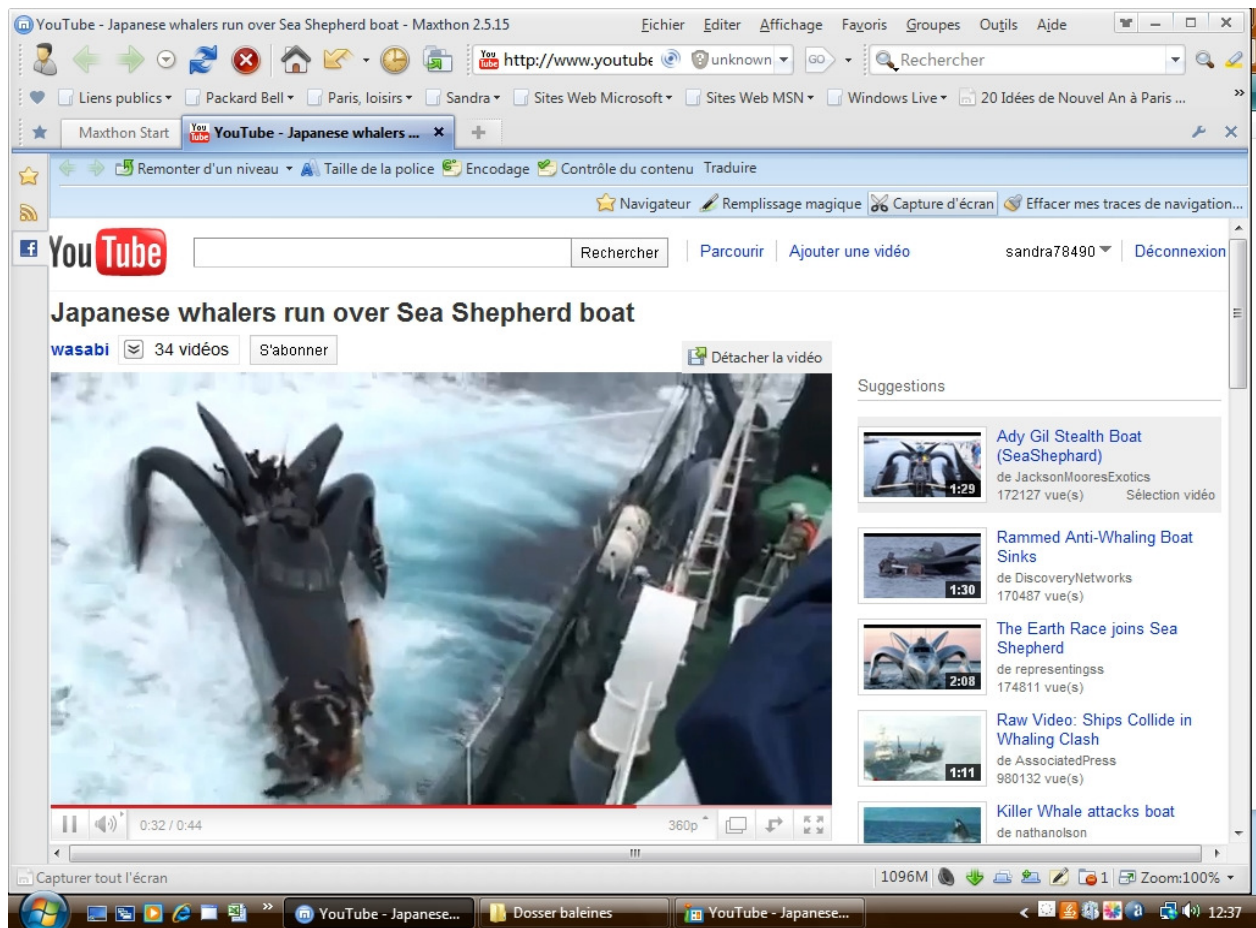 YouTube - Japanese whalers run over Sea Shepherd boat - Maxthon 2.5.15
Fichier Editer Affichage Favoris Groupes Outils Aide
http://www.youtube unknown GO Rechercher
Liens publics Packard Bell Paris, loisirs Sandra Sites Web Microsoft Sites Web MSN Windows Live 20 Idées de Nouvel An à Paris ... »
Maxthon Start YouTube - Japanese whalers ...
Remonter d'un niveau Taille de la police Encodage Contrôle du contenu Traduire
Navigateur Remplissage magique Capture d'écran Effacer mes traces de navigation...
YouTube Rechercher Parcourir Ajouter une vidéo sandra78490 Déconnexion
Japanese whalers run over Sea Shepherd boat
wasabi 34 vidéos S'abonner
Détacher la vidéo
Suggestions
Ady Gil Stealth Boat
(SeaShephard)
de JacksonMooresExotics
172127 vue(s) Sélection vidéo
1:29
Rammed Anti-Whaling Boat
Sinks
de DiscoveryNetworks
170487 vue(s)
1:30
The Earth Race joins Sea
Shepherd
de representingss
174811 vue(s)
2:08
Raw Video: Ships Collide in
Whaling Clash
de AssociatedPress
980132 vue(s)
1:11
Killer Whale attacks boat
de nathanolson
0:32 / 0:44 360p
Capturer tout l'écran 1096M 1 Zoom:100%
» YouTube - Japanese... Dosser baleines YouTube - Japanese... 12:37